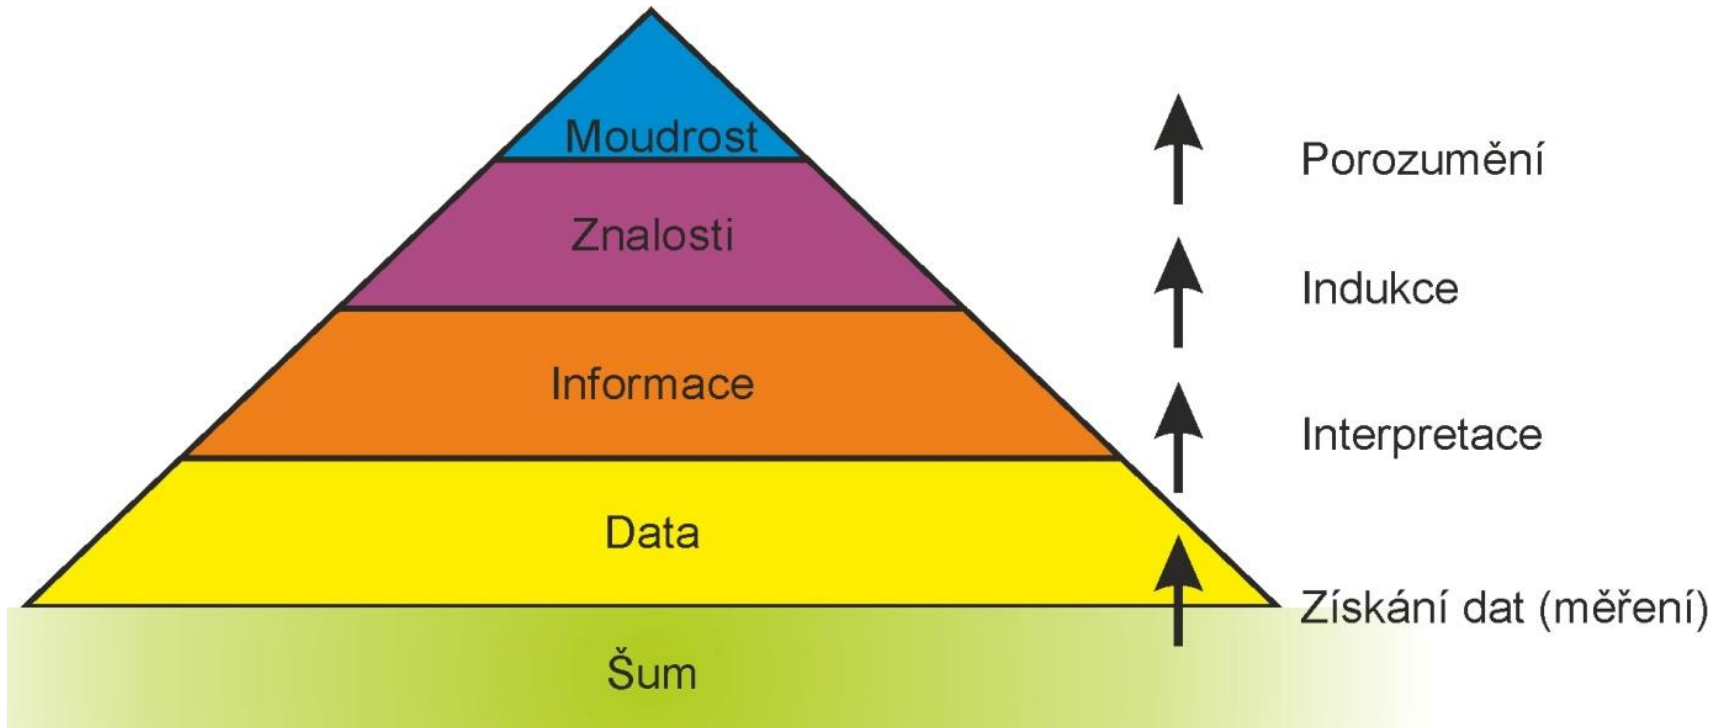 Moudrost
Porozumění
Znalosti
Indukce
Informace
Interpretace
Data
Získání dat (měření)
Šum